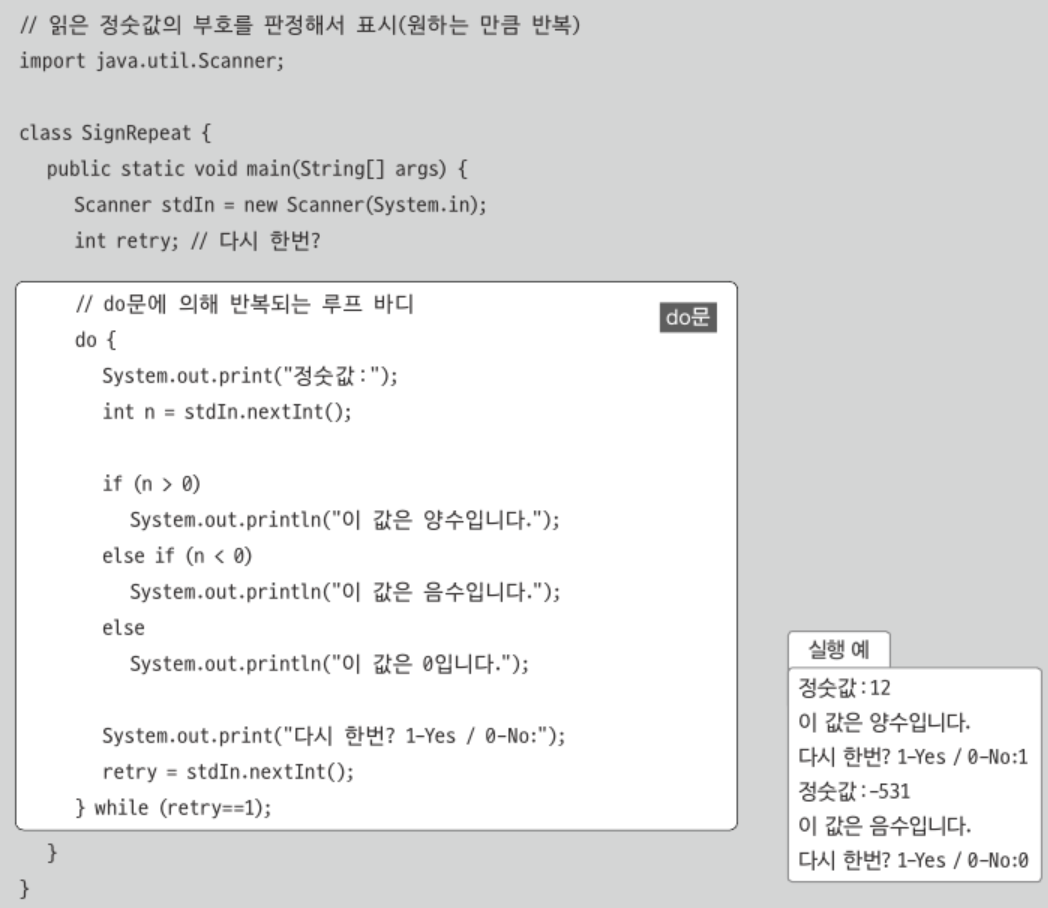 // 읽은 정숫값의 부호를 판정해서 표시(원하는 만큼 반복)
import java.util.Scanner;
class SignRepeat {
public static void main(String[] args) {
Scanner stdIn = new Scanner(System.in);
int retry; // 다시 한번?
// do문에 의해 반복되는 루프 바디
do문
do {
System.out.print("정숫값:");
int n = stdIn.nextInt();
if (n > 0)
System.out.println("이 값은 양수입니다.");
else if (n < 0)
System.out.println("이 값은 음수입니다.");
else
System.out.println("이 값은 0입니다.");
System.out.print("다시 한번? 1-Yes / 0-No:");
retry = stdIn.nextInt();
} while (retry==1);
}
}
실행 예
정숫값:12
이 값은 양수입니다.
다시 한번? 1-Yes / 0-No:1
정숫값:-531
이 값은 음수입니다.
다시 한번? 1-Yes / 0-No:0